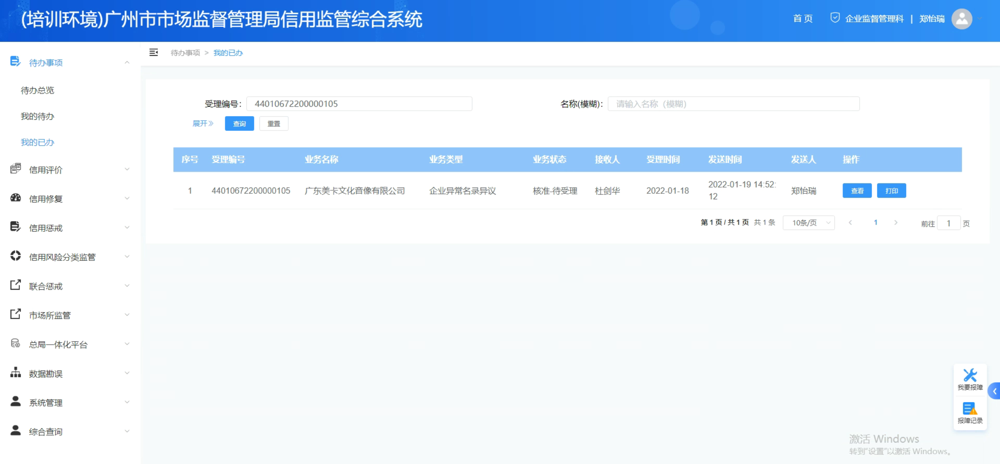 (培训环境)广州市市场监督管理局信用监管综合系统
首页 企业监督管理科 | 郑怡瑞
待办事项 > 我的已办
待办事项
待办总览
我的待办
我的已办
信用评价
信用修复
信用惩戒
信用风险分类监管
联合惩戒
市场所监管
总局一体化平台
数据勘误
系统管理
综合查询
受理编号: 44010672200000105 名称(模糊): 请输入名称（模糊）
展开 查询 重置
序号 受理编号 业务名称 业务类型 业务状态 接收人 受理时间 发送时间 发送人 操作
1 44010672200000105 广东美卡文化音像有限公司 企业异常名录异议 核准-待受理 杜剑华 2022-01-18 2022-01-19 14:52:
12 郑怡瑞 查看 打印
第1页/共1页 共1条 10条/页 < 1 > 前往 1 页
我要报障
报障记录
激活 Windows
转到"设置"以激活 Windows。